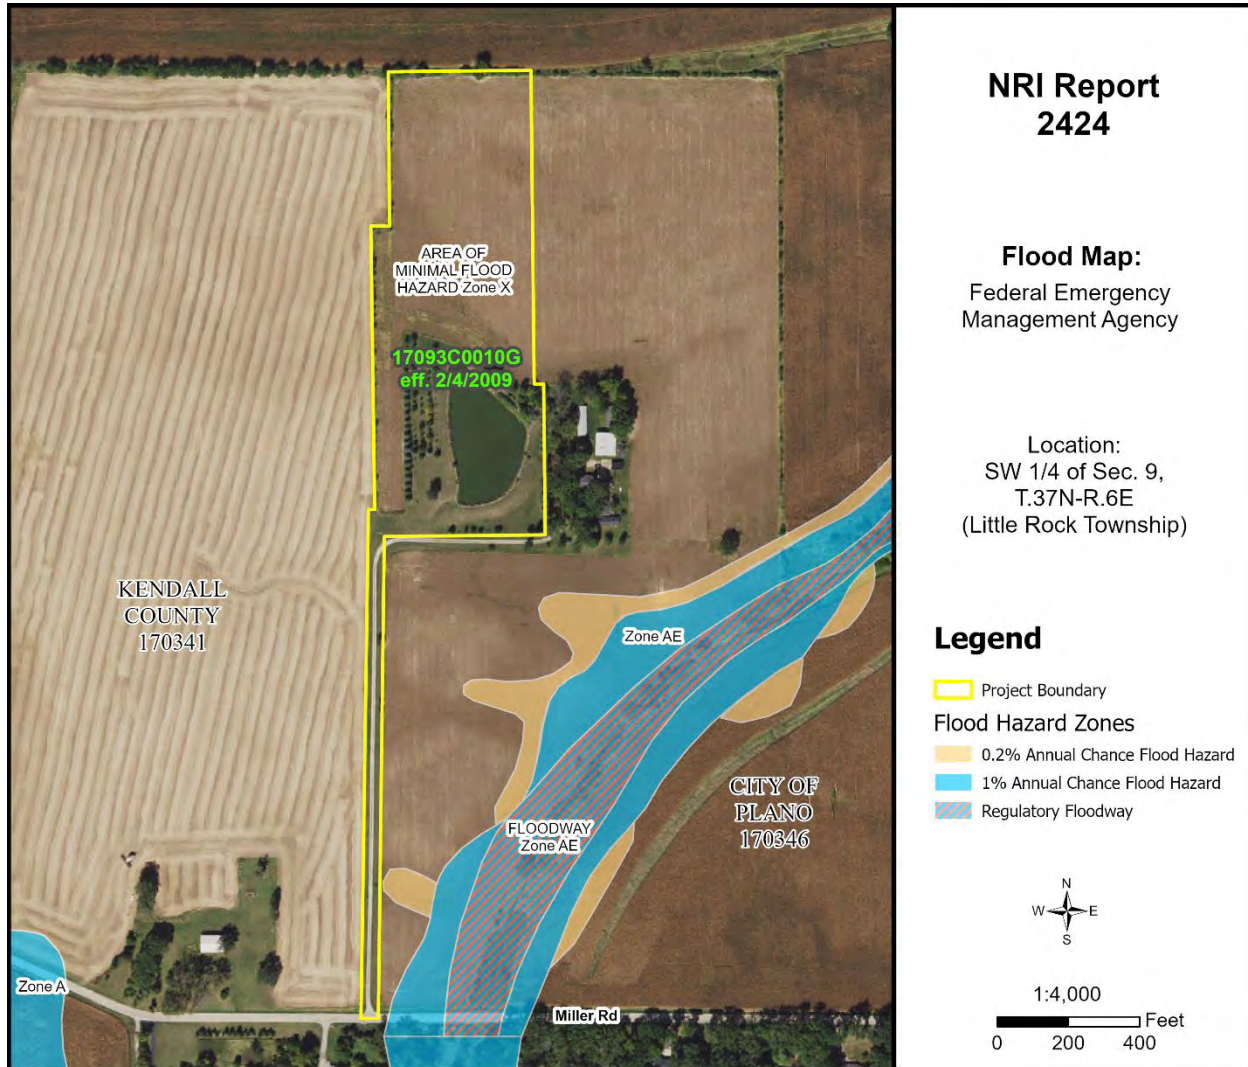 AREA OF
MINIMAL FLOOD
HAZARD Zone X
17093C0010G
eff. 2/4/2009
KENDALL
COUNTY
170341
Zone AE
CITY OF
PLANO
170346
FLOODWAY
Zone AE
Zone A
Miller Rd
NRI Report
2424
Flood Map:
Federal Emergency
Management Agency
Location:
SW 1/4 of Sec. 9,
T.37N-R.6E
(Little Rock Township)
Legend
Project Boundary
Flood Hazard Zones
0.2% Annual Chance Flood Hazard
1% Annual Chance Flood Hazard
Regulatory Floodway
N
W E
S
1:4,000
Feet
0 200 400